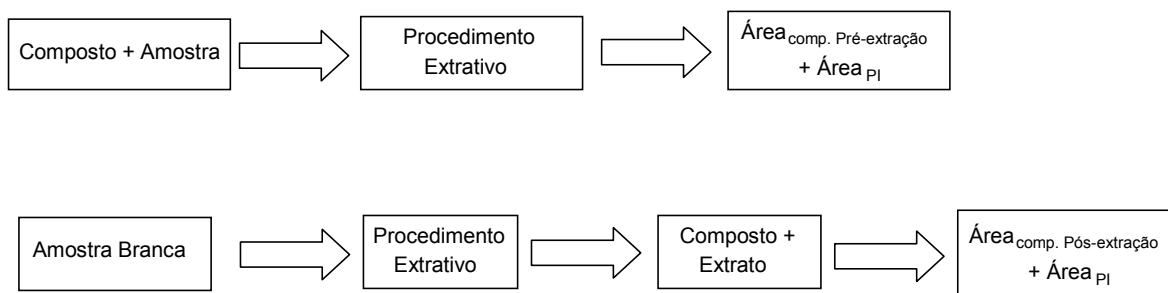 Composto + Amostra
Procedimento
Extrativo
Área comp. Pré-extração
+ Área PI
Amostra Branca
Procedimento
Extrativo
Composto +
Extrato
Área comp. Pós-extração
+ Área PI